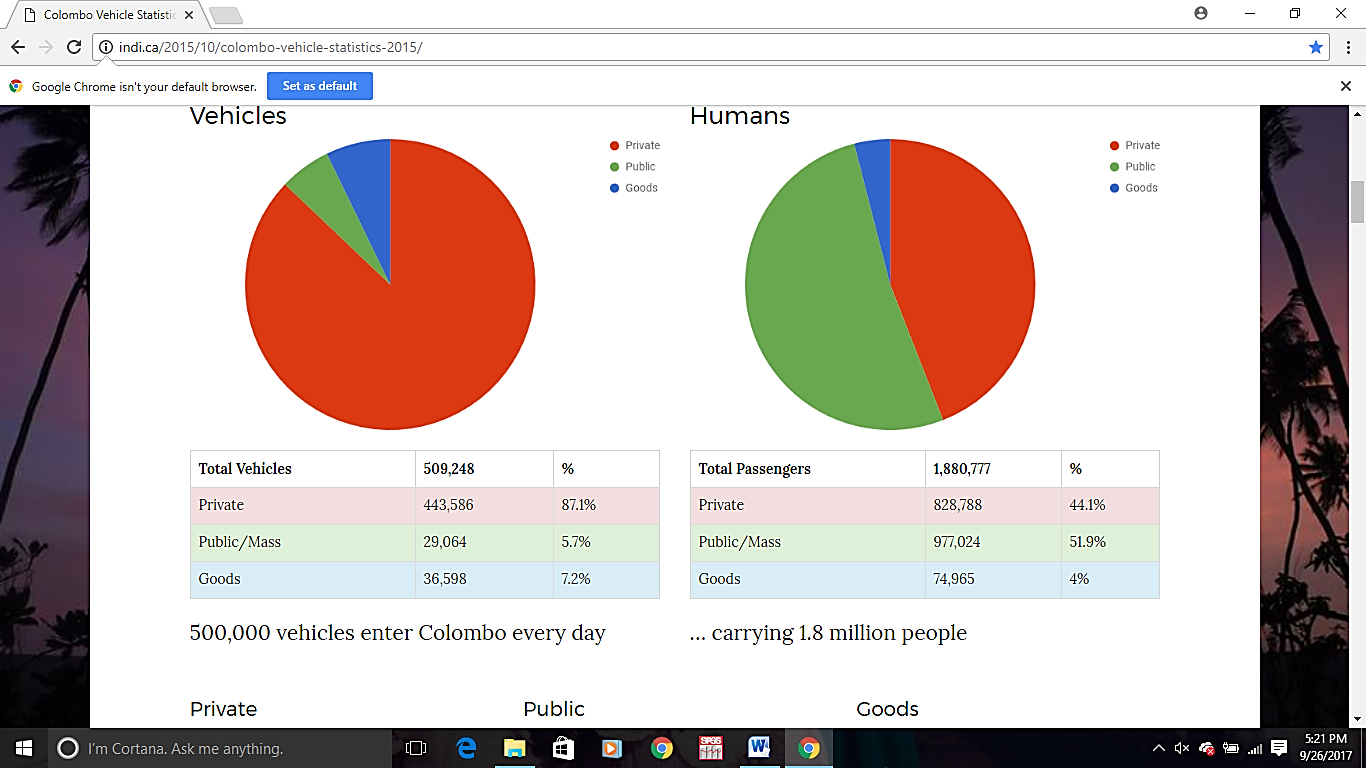 Colombo Vehicle Statistic
indi.ca/2015/10/colombo-vehicle-statistics-2015/
Google Chrome isn't your default browser. Set as default
Vehicles
Private
Public
Goods
Total Vehicles 509,248 %
Private 443,586 87.1%
Public/Mass 29,064 5.7%
Goods 36,598 7.2%
500,000 vehicles enter Colombo every day
Humans
Private
Public
Goods
Total Passengers 1,880,777 %
Private 828,788 44.1%
Public/Mass 977,024 51.9%
Goods 74,965 4%
... carrying 1.8 million people
Private Public Goods
I'm Cortana. Ask me anything.
SPSS
W
5:21 PM
9/26/2017